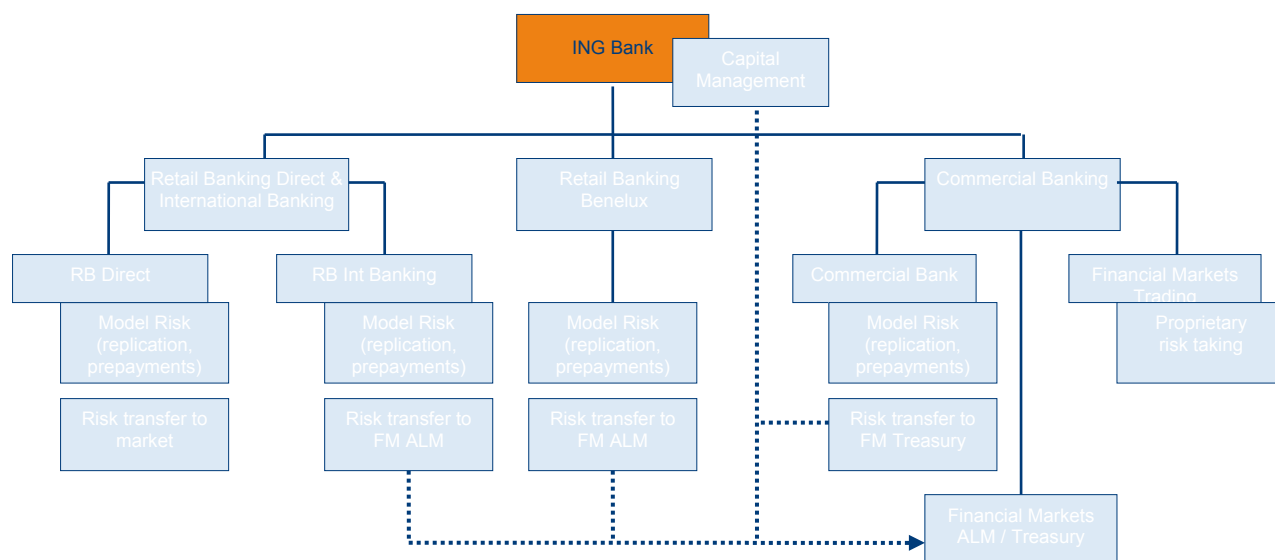 ING Bank
Capital
Management
Retail Banking Direct &
International Banking
Retail Banking
Benelux
Commercial Banking
RB Direct
RB Int Banking
Commercial Bank
Financial Markets
Trading
Model Risk
(replication,
prepayments)
Model Risk
(replication,
prepayments)
Model Risk
(replication,
prepayments)
Model Risk
(replication,
prepayments)
Proprietary
risk taking
Risk transfer to
market
Risk transfer to
FM ALM
Risk transfer to
FM ALM
Risk transfer to
FM Treasury
Financial Markets
ALM / Treasury